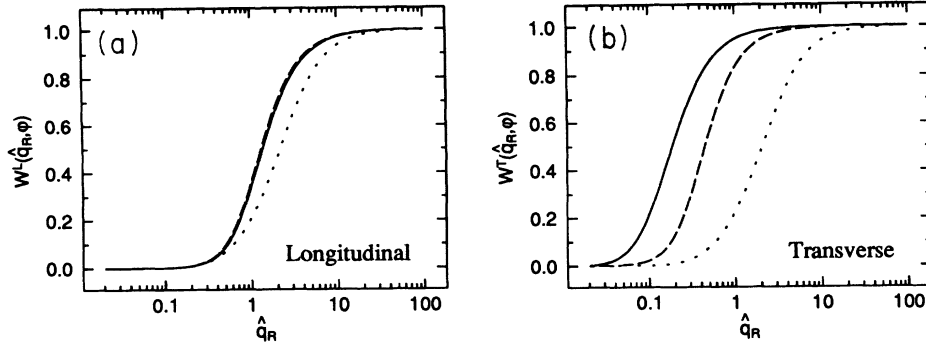 (a)
W^L(q̂_R,φ)
1.0
0.8
0.6
0.4
0.2
0.0
Longitudinal
0.1 1 10 100
q̂_R
(b)
W^T(q̂_R,φ)
1.0
0.8
0.6
0.4
0.2
0.0
Transverse
0.1 1 10 100
q̂_R